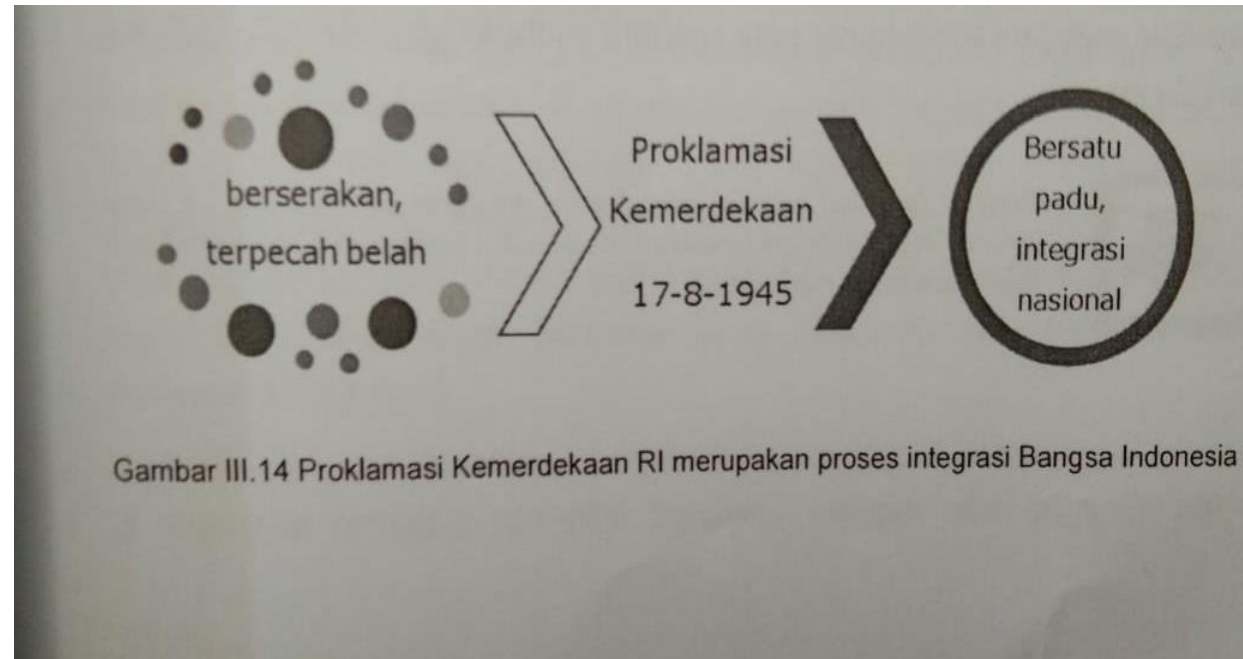 berserakan,
terpecah belah
Proklamasi
Kemerdekaan
17-8-1945
Bersatu
padu,
integrasi
nasional
Gambar III.14 Proklamasi Kemerdekaan RI merupakan proses integrasi Bangsa Indonesia